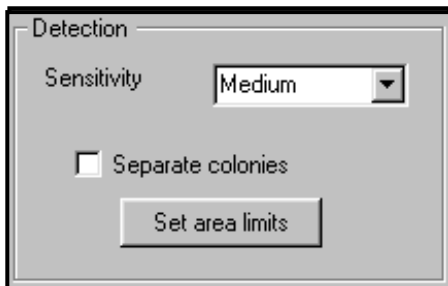 Detection
Sensitivity Medium
Separate colonies
Set area limits